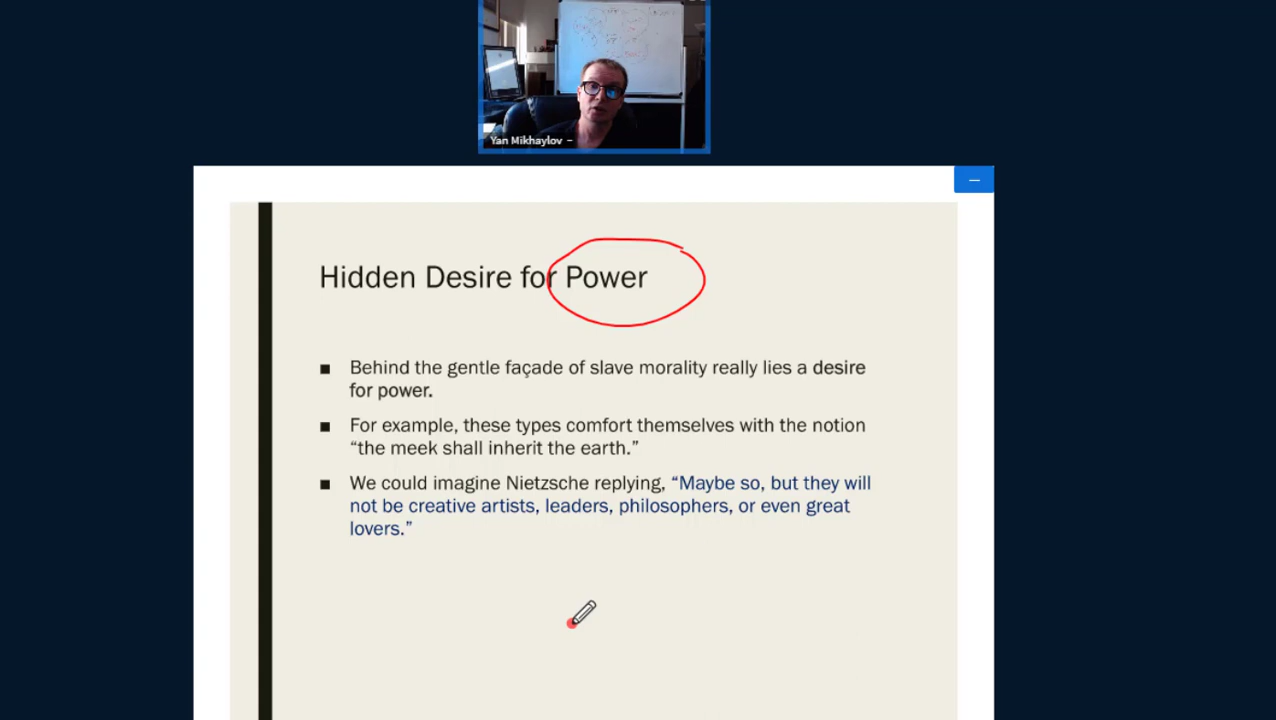 Yan Mikhaylov
Hidden Desire for Power
Behind the gentle façade of slave morality really lies a desire
for power.
For example, these types comfort themselves with the notion
“the meek shall inherit the earth.”
We could imagine Nietzsche replying, “Maybe so, but they will
not be creative artists, leaders, philosophers, or even great
lovers.”